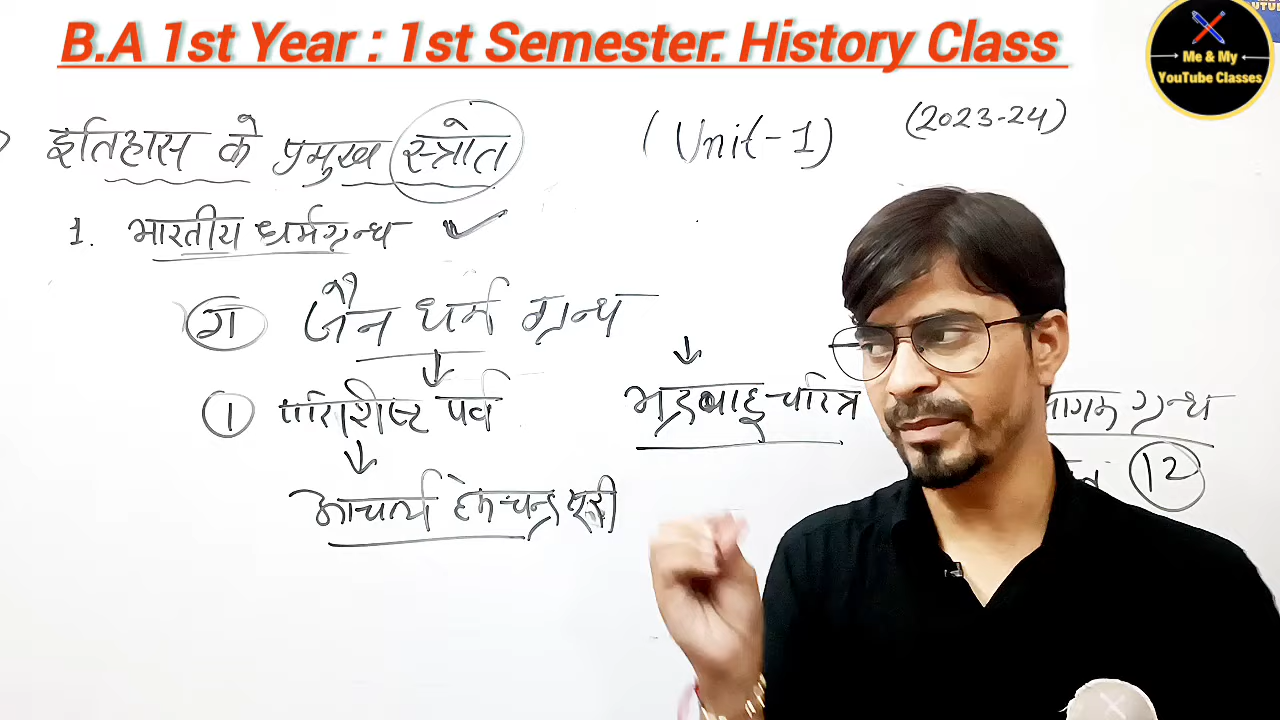 B.A 1st Year : 1st Semester: History Class
Me & My
YouTube Classes
इतिहास के प्रमुख स्त्रोत (Unit-1) (2023-24)
1. भारतीय धर्मग्रन्थ
ग जैन धर्म ग्रन्थ
1 परिशिष्ट पर्व
भद्रबाहु चरित्र
ग्रन्थ
12
आचार्य हेमचन्द्र सूरी